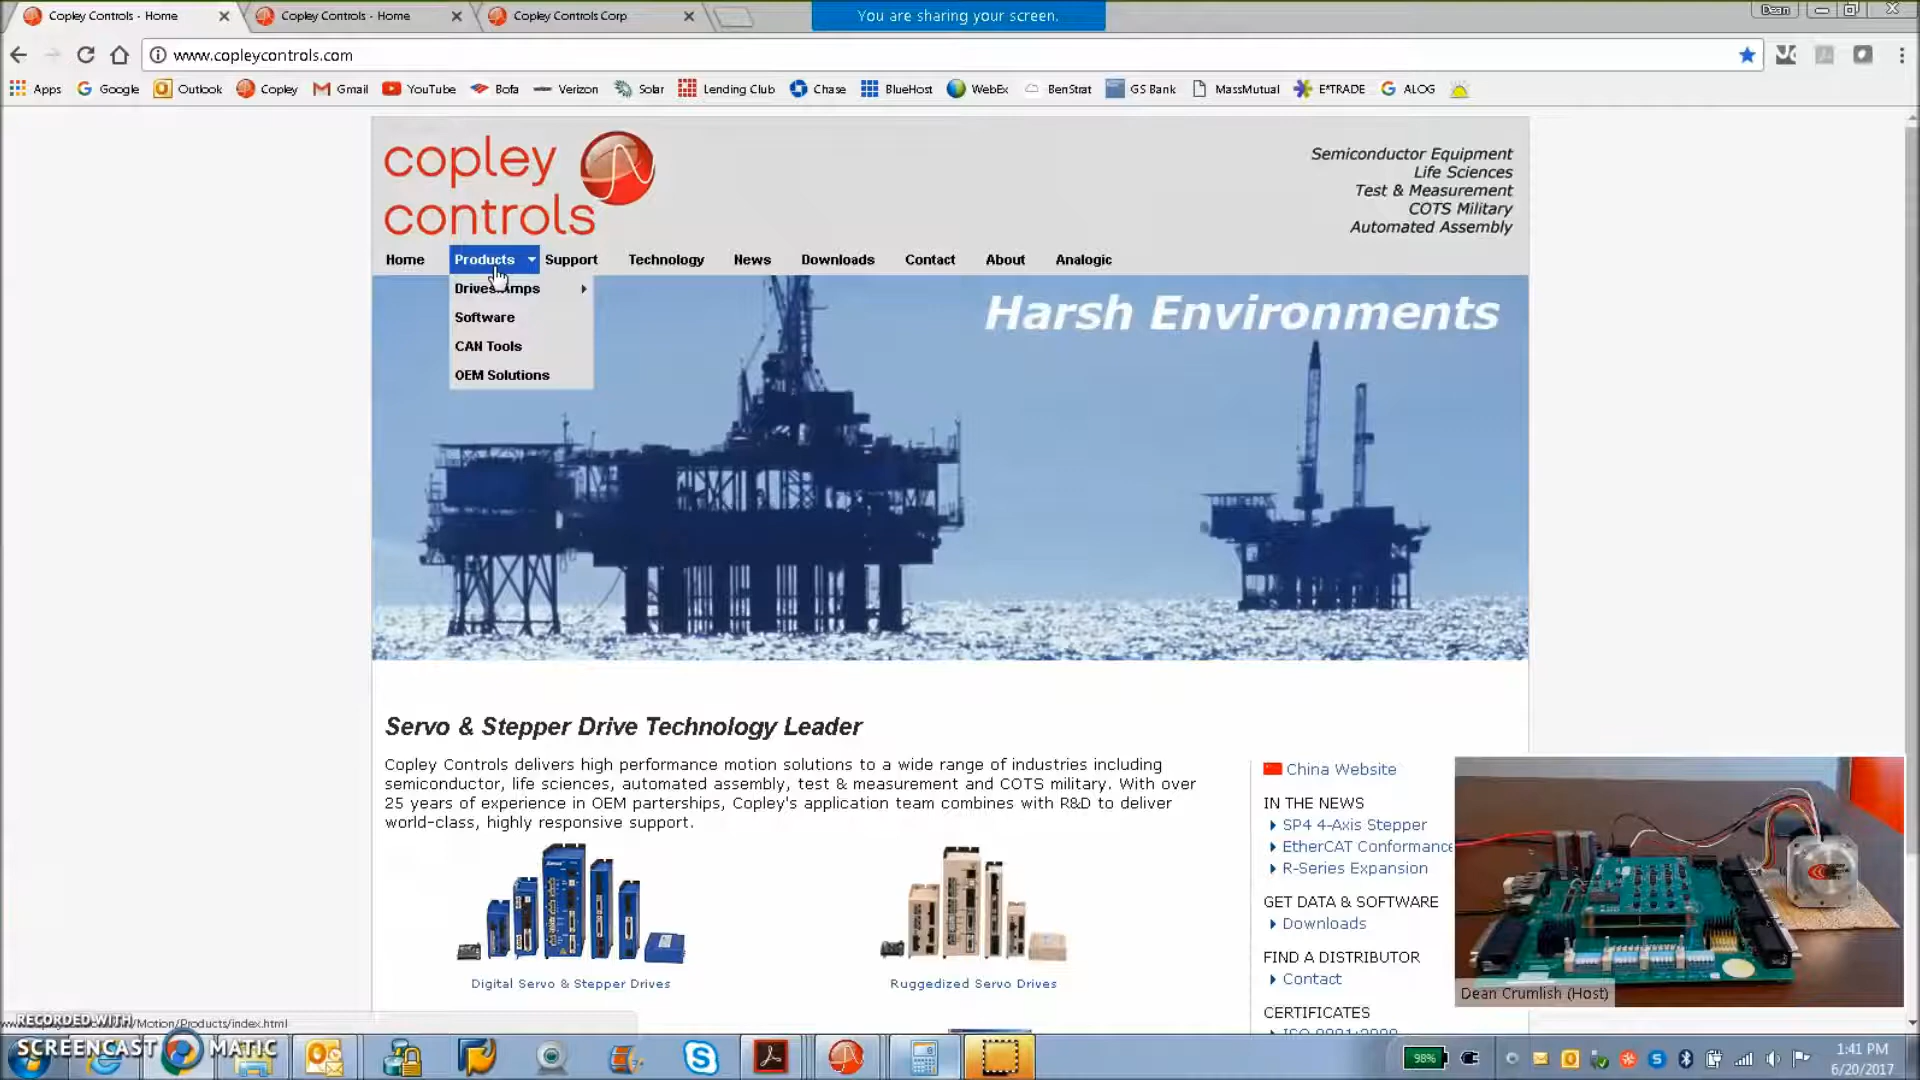 Copley Controls - Home
Copley Controls - Home
Copley Controls Corp
You are sharing your screen.
Dean
www.copleycontrols.com
Apps
Google
Outlook
Copley
Gmail
YouTube
BofA
Verizon
Solar
Lending Club
Chase
BlueHost
WebEx
BenStrat
GS Bank
MassMutual
E*TRADE
ALOG
copley
controls
Semiconductor Equipment
Life Sciences
Test & Measurement
COTS Military
Automated Assembly
Home
Products
Support
Technology
News
Downloads
Contact
About
Analogic
Software
CAN Tools
OEM Solutions
Harsh Environments
Servo & Stepper Drive Technology Leader
Copley Controls delivers high performance motion solutions to a wide range of industries including
semiconductor, life sciences, automated assembly, test & measurement and COTS military. With over
25 years of experience in OEM parterships, Copley's application team combines with R&D to deliver
world-class, highly responsive support.
Digital Servo & Stepper Drives
Ruggedized Servo Drives
China Website
IN THE NEWS
SP4 4-Axis Stepper
EtherCAT Conformance
R-Series Expansion
GET DATA & SOFTWARE
Downloads
FIND A DISTRIBUTOR
Contact
CERTIFICATES
Dean Crumlish (Host)
RECORDED WITH
/Motion/Products/index.html
SCREENCAST MATIC
98%
1:41 PM
6/20/2017